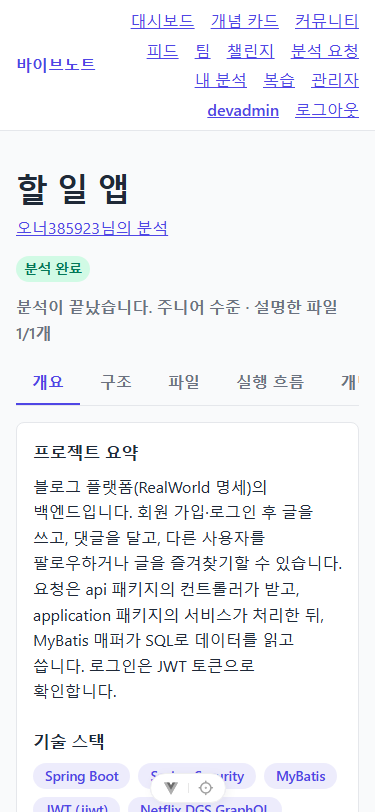 바이브노트
대시보드 개념 카드 커뮤니티
피드 팀 챌린지 분석 요청
내 분석 복습 관리자
devadmin 로그아웃
할 일 앱
오너385923님의 분석
분석 완료
분석이 끝났습니다. 주니어 수준 · 설명한 파일
1/1개
개요 구조 파일 실행 흐름
프로젝트 요약
블로그 플랫폼(RealWorld 명세)의
백엔드입니다. 회원 가입·로그인 후 글을
쓰고, 댓글을 달고, 다른 사용자를
팔로우하거나 글을 즐겨찾기할 수 있습니다.
요청은 api 패키지의 컨트롤러가 받고,
application 패키지의 서비스가 처리한 뒤,
MyBatis 매퍼가 SQL로 데이터를 읽고
씁니다. 로그인은 JWT 토큰으로
확인합니다.
기술 스택
Spring Boot Spring Security MyBatis
JWT (jjwt) Netflix DGS GraphQL